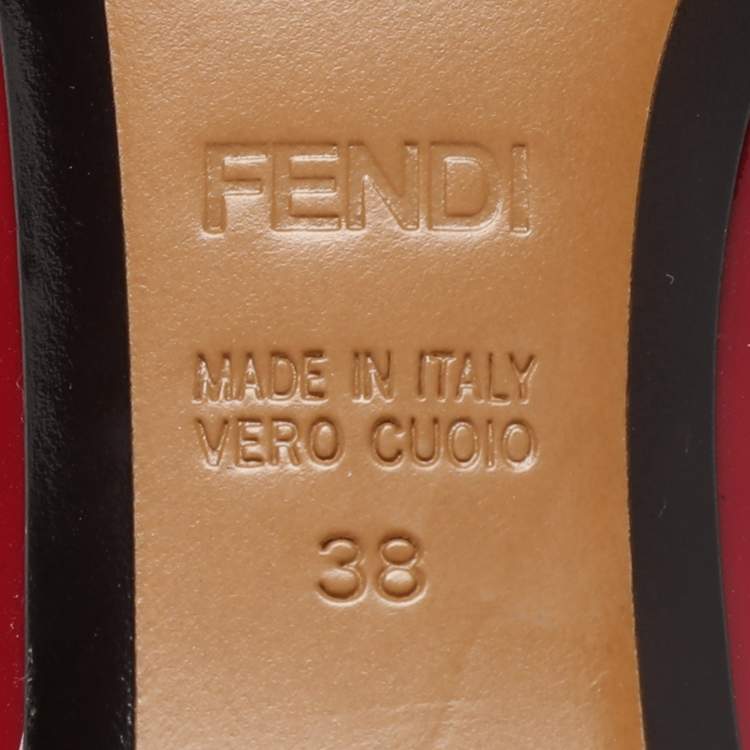 FENDI
MADE IN ITALY
VERO CUOIO
38